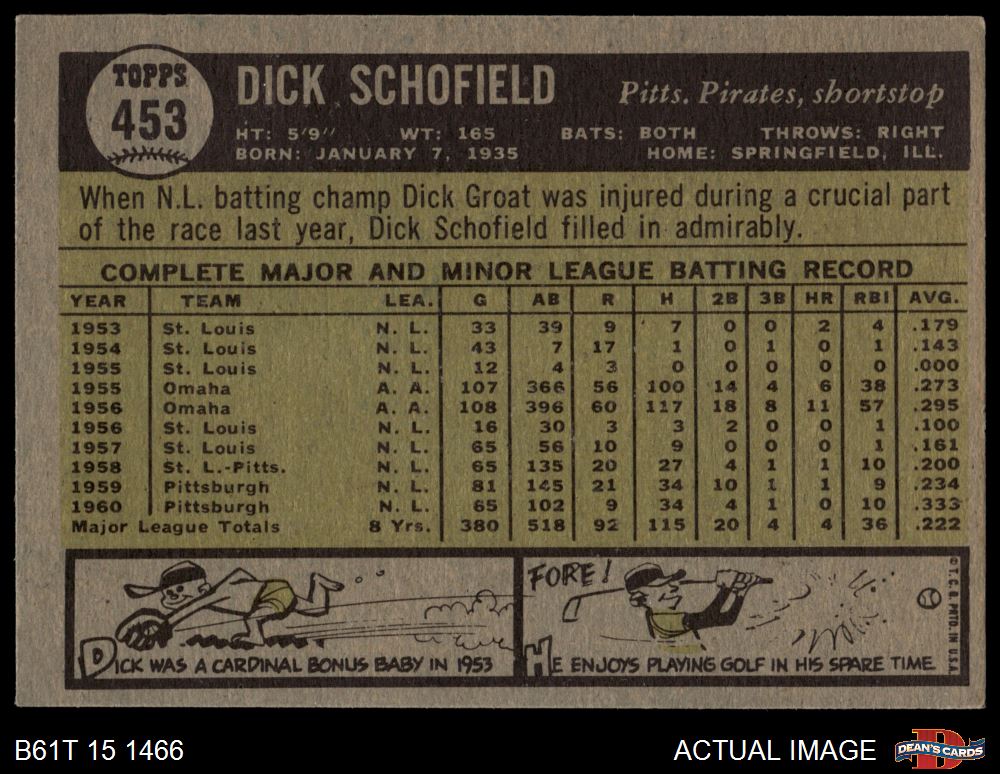 TOPPS
453
DICK SCHOFIELD
Pitts. Pirates, shortstop
HT: 5'9" WT: 165 BATS: BOTH THROWS: RIGHT
BORN: JANUARY 7, 1935 HOME: SPRINGFIELD, ILL.
When N.L. batting champ Dick Groat was injured during a crucial part
of the race last year, Dick Schofield filled in admirably.
COMPLETE MAJOR AND MINOR LEAGUE BATTING RECORD
YEAR TEAM LEA. G AB R H 2B 3B HR RBI AVG.
1953 St. Louis N. L. 33 39 9 7 0 0 2 4 .179
1954 St. Louis N. L. 43 7 17 1 0 1 0 1 .143
1955 St. Louis N. L. 12 4 3 0 0 0 0 0 .000
1955 Omaha A. A. 107 366 56 100 14 4 6 38 .273
1956 Omaha A. A. 108 396 60 117 18 8 11 57 .295
1956 St. Louis N. L. 16 30 3 3 2 0 0 1 .100
1957 St. Louis N. L. 65 56 10 9 0 0 0 1 .161
1958 St. L.-Pitts. N. L. 65 135 20 27 4 1 1 10 .200
1959 Pittsburgh N. L. 81 145 21 34 10 1 1 9 .234
1960 Pittsburgh N. L. 65 102 9 34 4 1 0 10 .333
Major League Totals 8 Yrs. 380 518 92 115 20 4 4 36 .222
DICK WAS A CARDINAL BONUS BABY IN 1953
FORE!
HE ENJOYS PLAYING GOLF IN HIS SPARE TIME.
© T. C. G. PRTD. IN U.S.A.
B61T 15 1466
ACTUAL IMAGE
DEAN'S CARDS